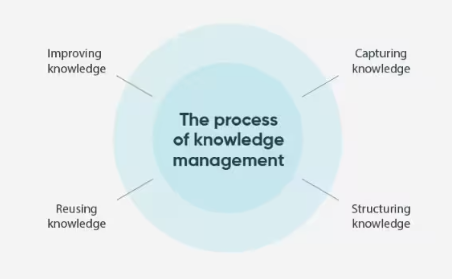 Improving
knowledge
Capturing
knowledge
The process
of knowledge
management
Reusing
knowledge
Structuring
knowledge